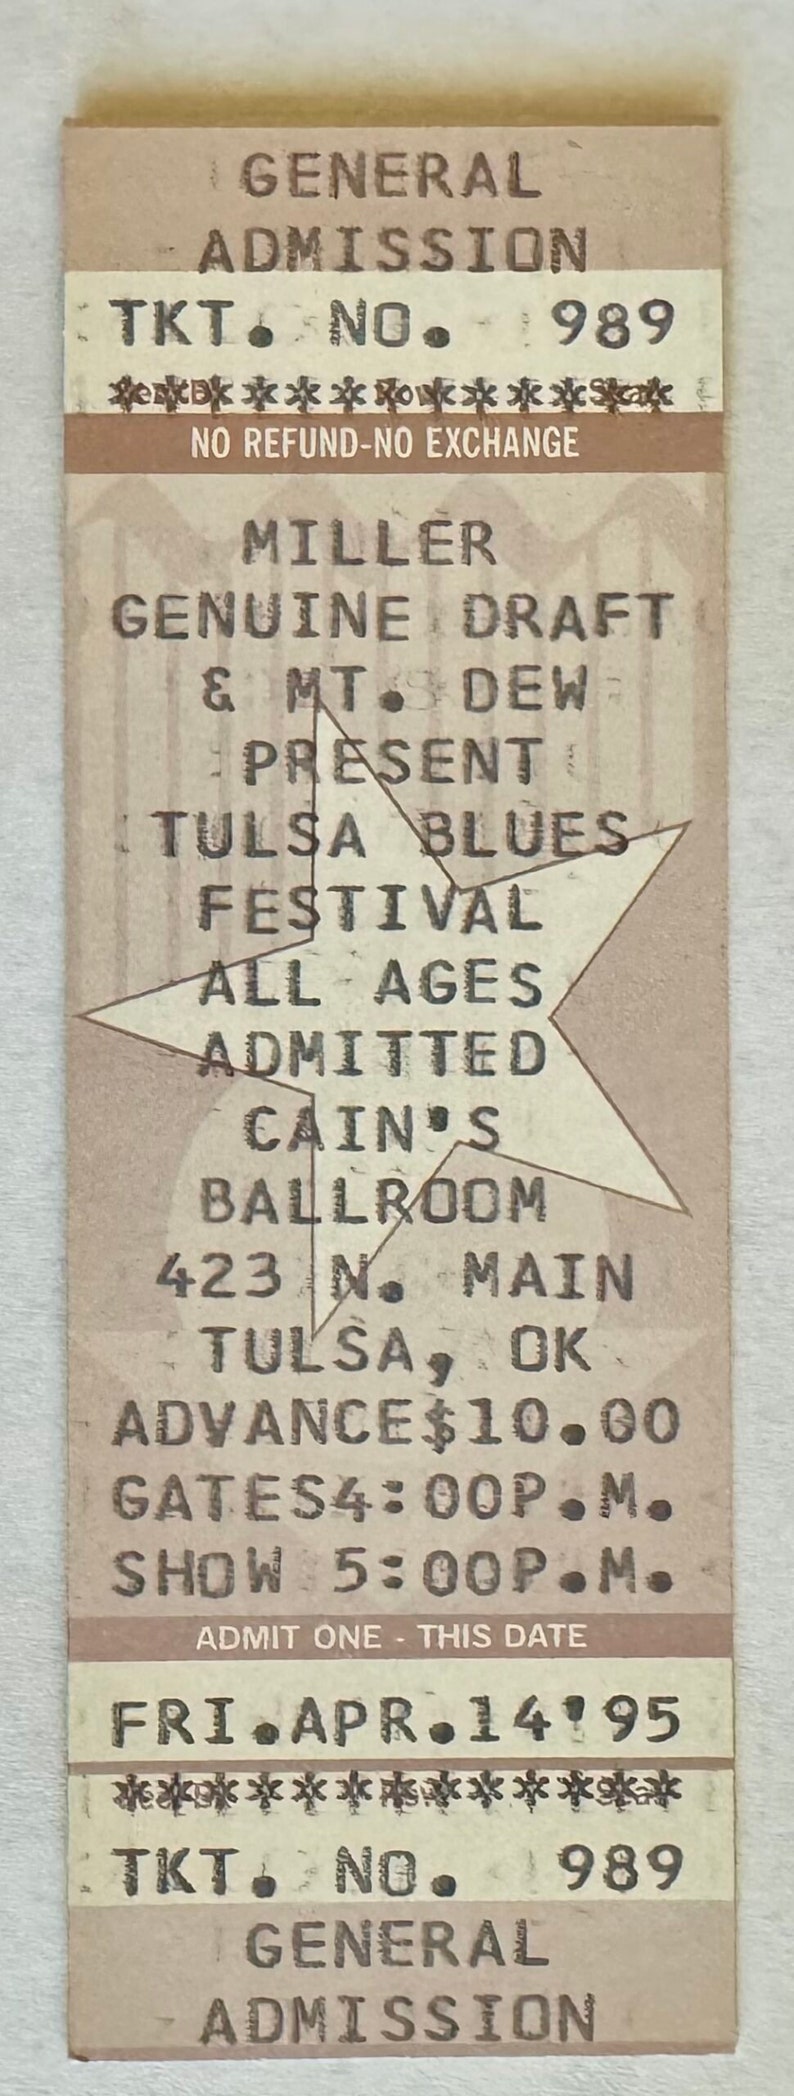 GENERAL
ADMISSION
TKT. NO. 989
************* 
NO REFUND-NO EXCHANGE
MILLER
GENUINE DRAFT
& MT. DEW
PRESENT
TULSA BLUES
FESTIVAL
ALL AGES
ADMITTED
CAIN'S
BALLROOM
423 N. MAIN
TULSA, OK
ADVANCE$10.00
GATES4:00P.M.
SHOW 5:00P.M.
ADMIT ONE - THIS DATE
FRI.APR.14'95
*************
TKT. NO. 989
GENERAL
ADMISSION